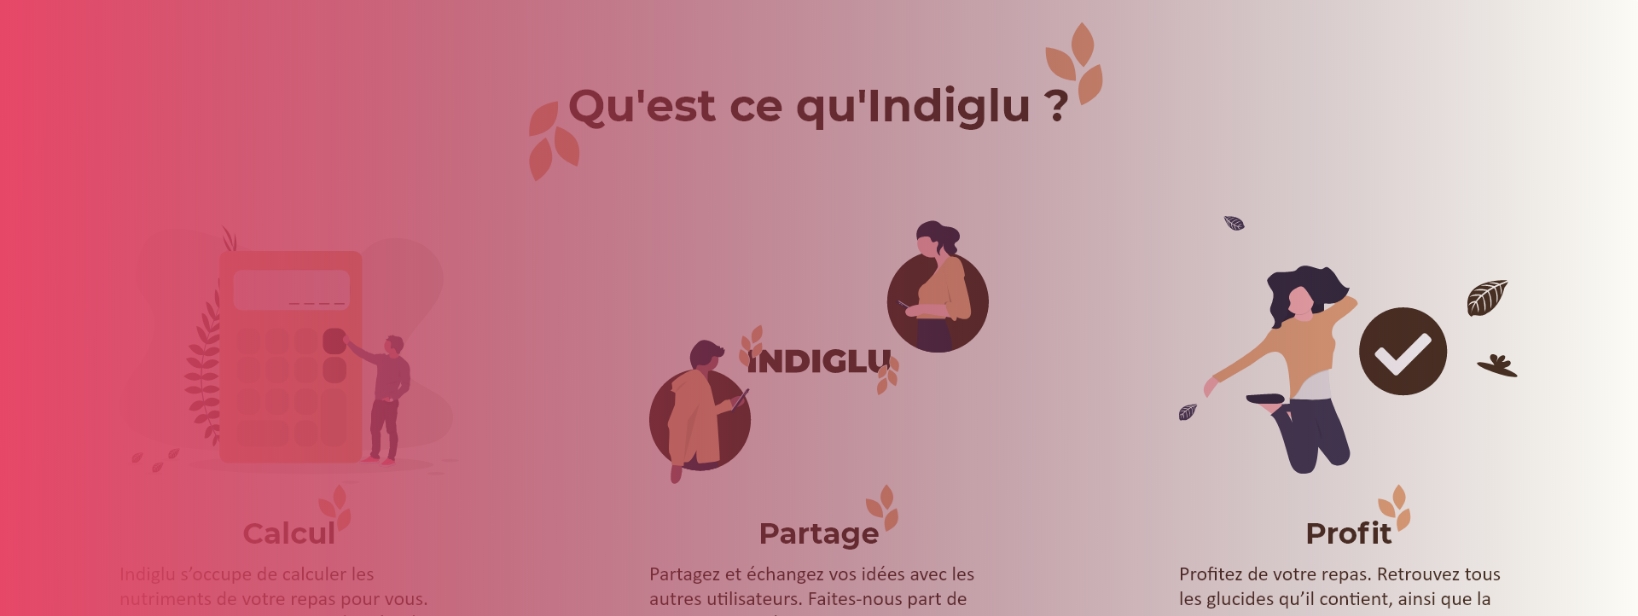 Qu'est ce qu'Indiglu ?
INDIGLU
Calcul
Indiglu s'occupe de calculer les
nutriments de votre repas pour vous.
Partage
Partagez et échangez vos idées avec les
autres utilisateurs. Faites-nous part de
Profit
Profitez de votre repas. Retrouvez tous
les glucides qu'il contient, ainsi que la